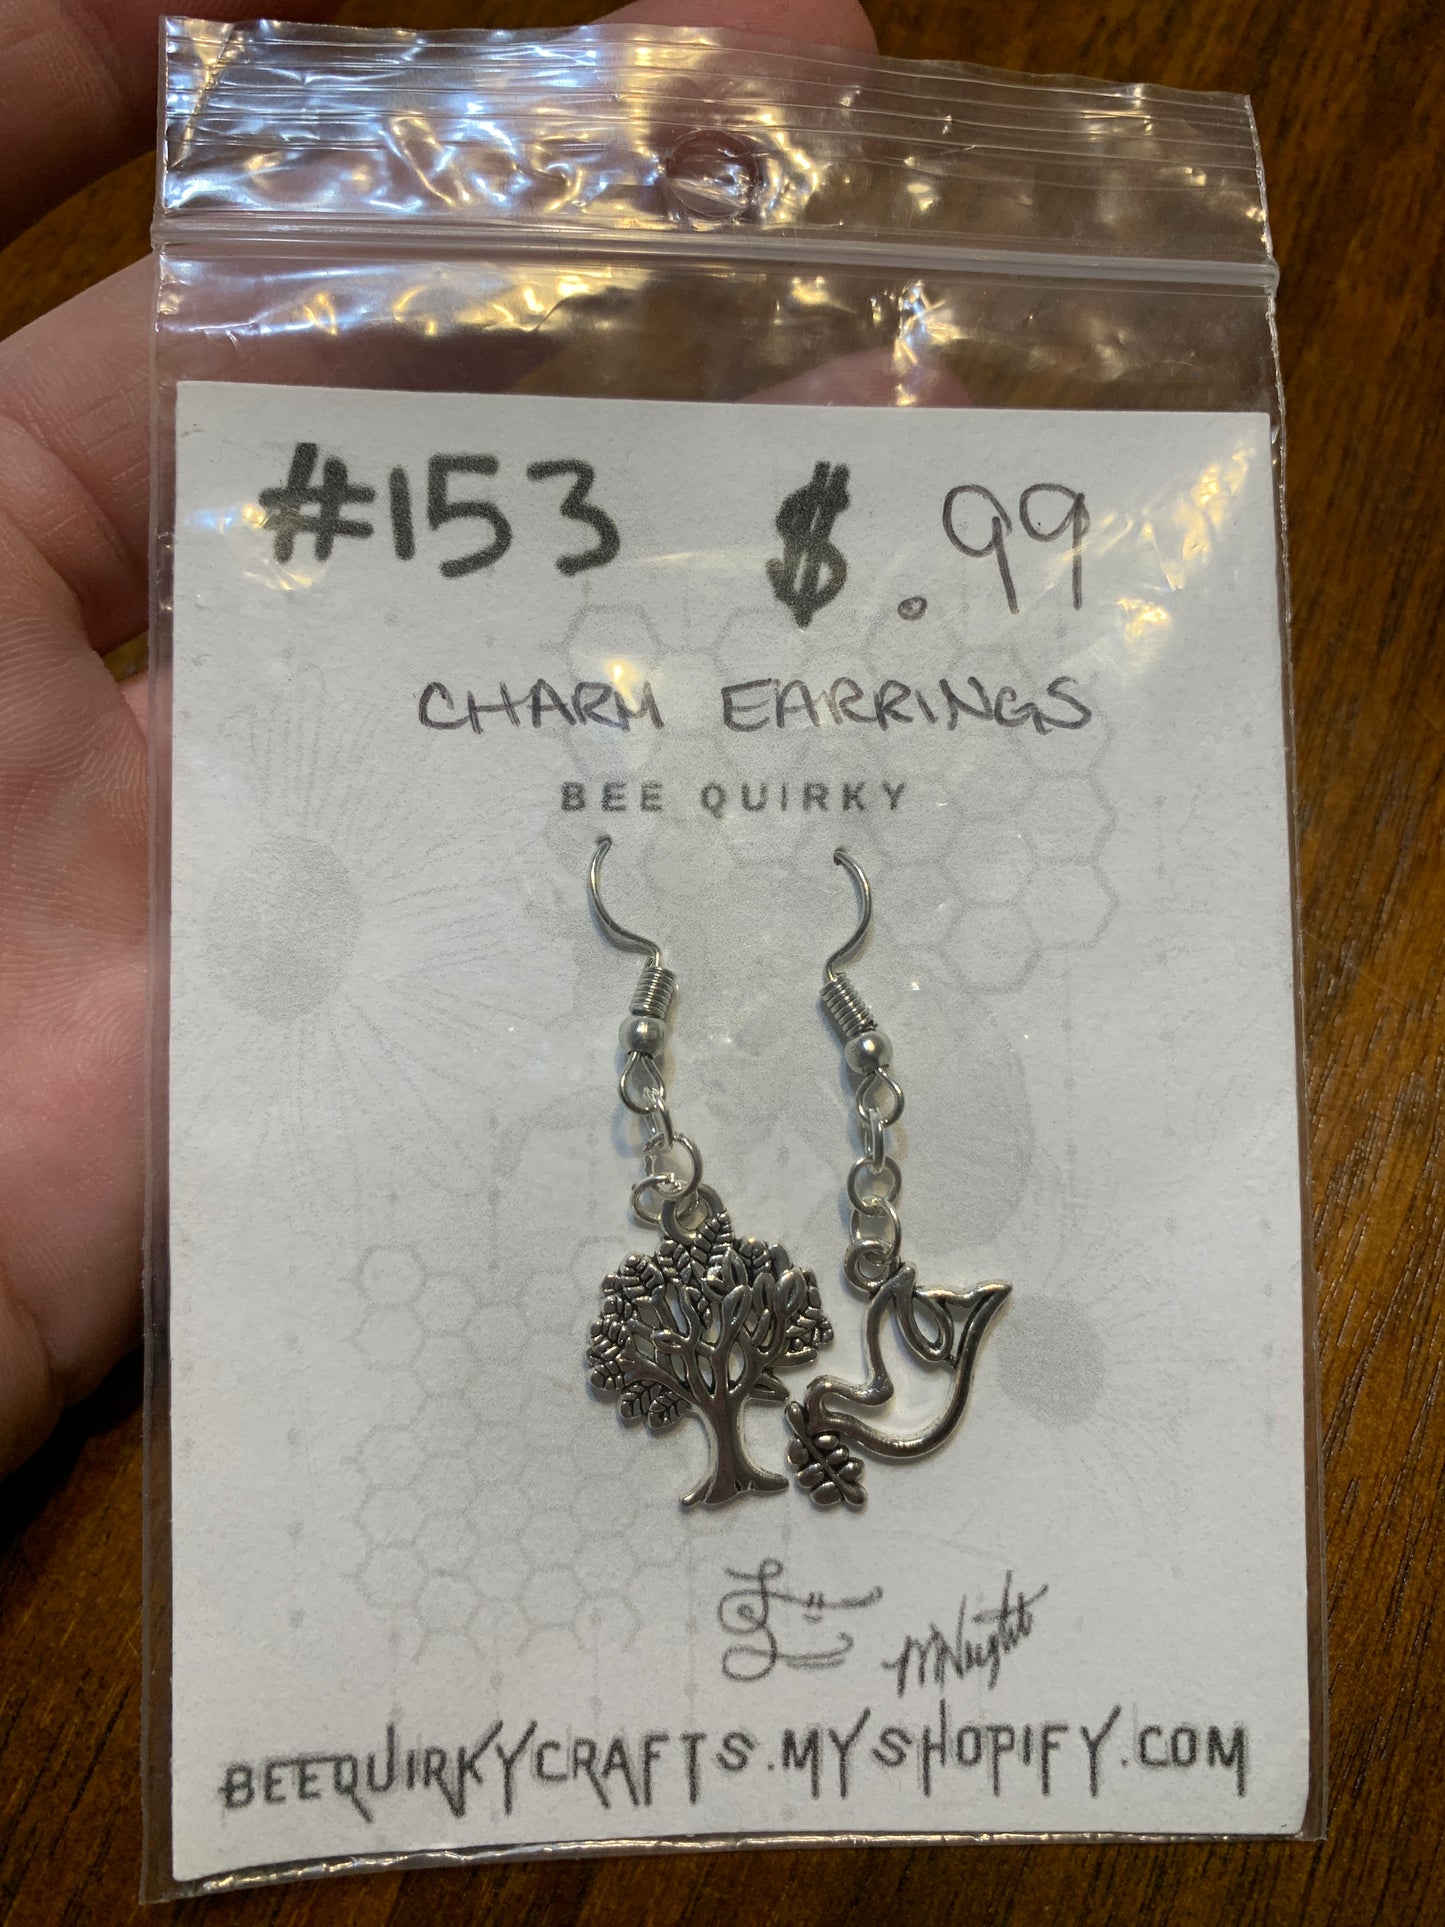 #153 $.99
CHARM EARRINGS
BEE QUIRKY
BEEQUIRKYCRAFTS.MYSHOPIFY.COM